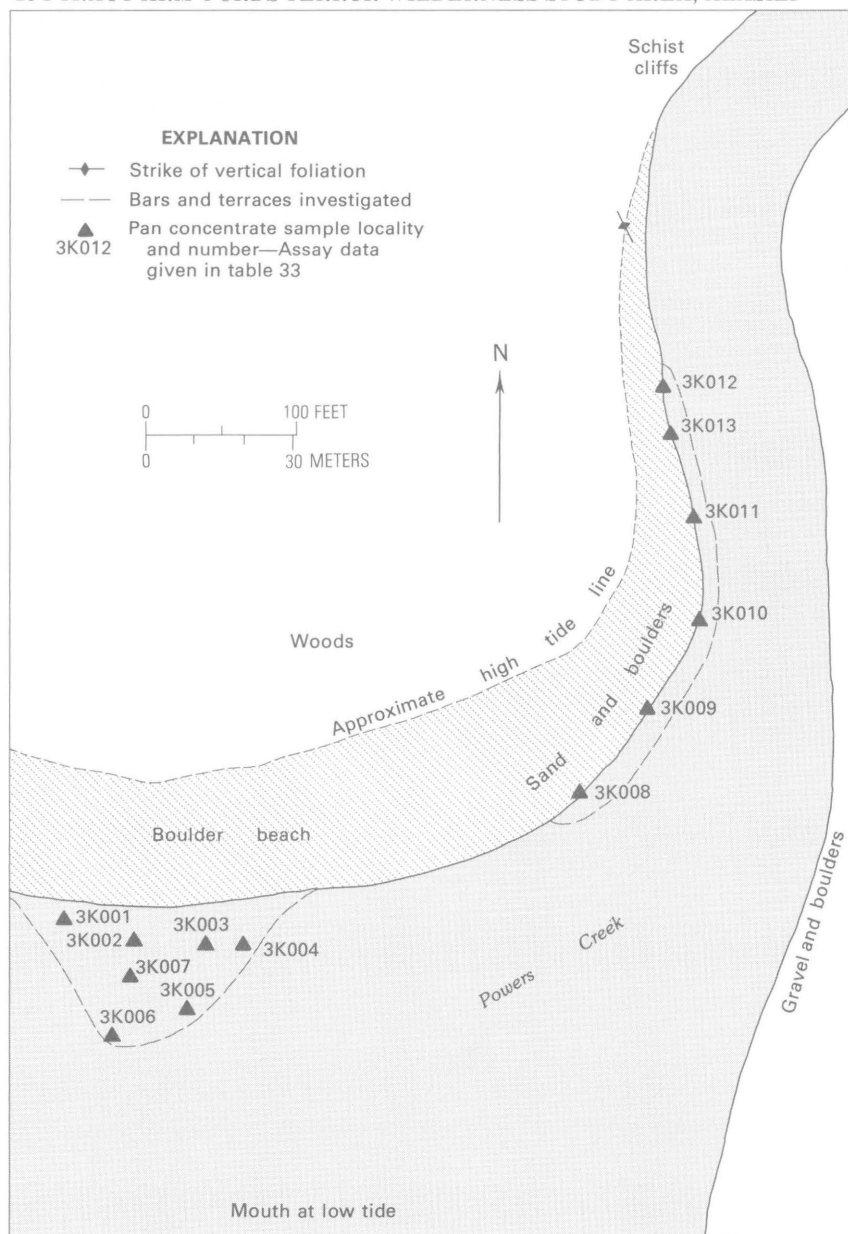 Schist
cliffs
EXPLANATION
Strike of vertical foliation
Bars and terraces investigated
Pan concentrate sample locality
3K012 and number—Assay data
given in table 33
N
0 100 FEET
0 30 METERS
3K012
3K013
3K011
3K010
3K009
3K008
Woods
Approximate high tide line
Sand and boulders
Boulder beach
3K001
3K002
3K003
3K004
3K007
3K005
3K006
Powers Creek
Gravel and boulders
Mouth at low tide